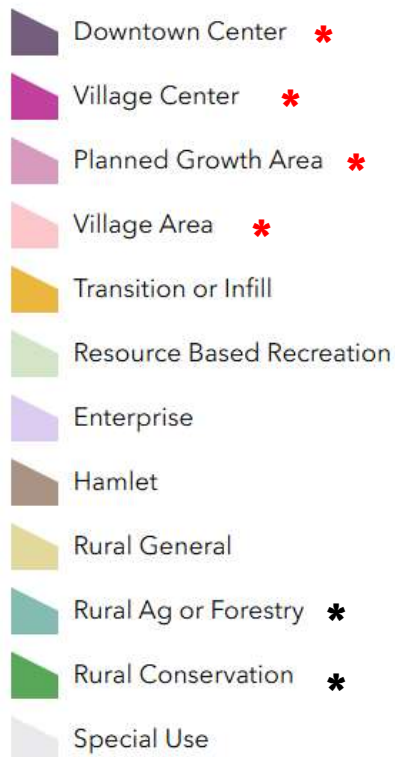 Downtown Center *
Village Center *
Planned Growth Area *
Village Area *
Transition or Infill
Resource Based Recreation
Enterprise
Hamlet
Rural General
Rural Ag or Forestry *
Rural Conservation *
Special Use